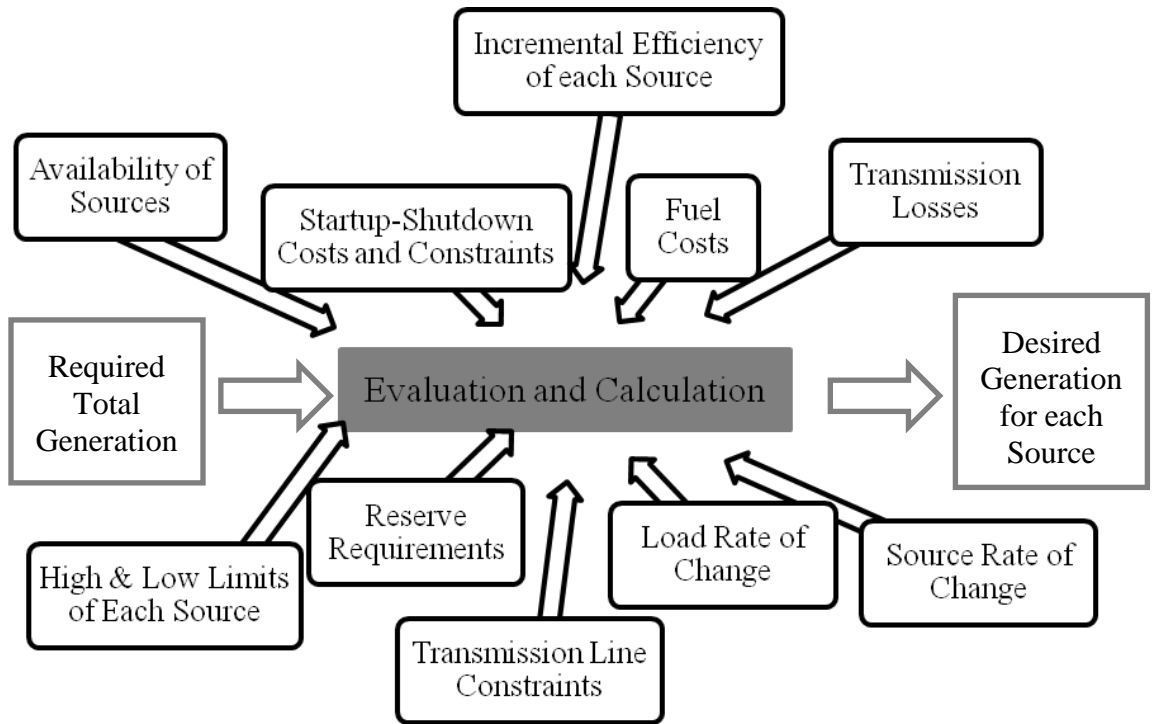 Incremental Efficiency
of each Source
Availability of
Sources
Startup-Shutdown
Costs and Constraints
Fuel
Costs
Transmission
Losses
Required
Total
Generation
Evaluation and Calculation
Desired
Generation
for each
Source
High & Low Limits
of Each Source
Reserve
Requirements
Transmission Line
Constraints
Load Rate of
Change
Source Rate of
Change